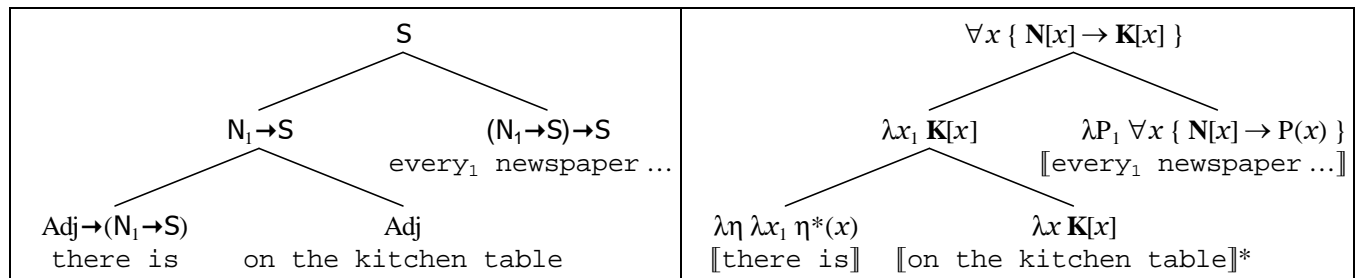 S ∀x { N[x] → K[x] }
N₁→S (N₁→S)→S λx₁ K[x] λP₁ ∀x { N[x] → P(x) }
every₁ newspaper … ⟦every₁ newspaper …⟧
Adj→(N₁→S) Adj λη λx₁ η*(x) λx K[x]
there is on the kitchen table ⟦there is⟧ ⟦on the kitchen table⟧*